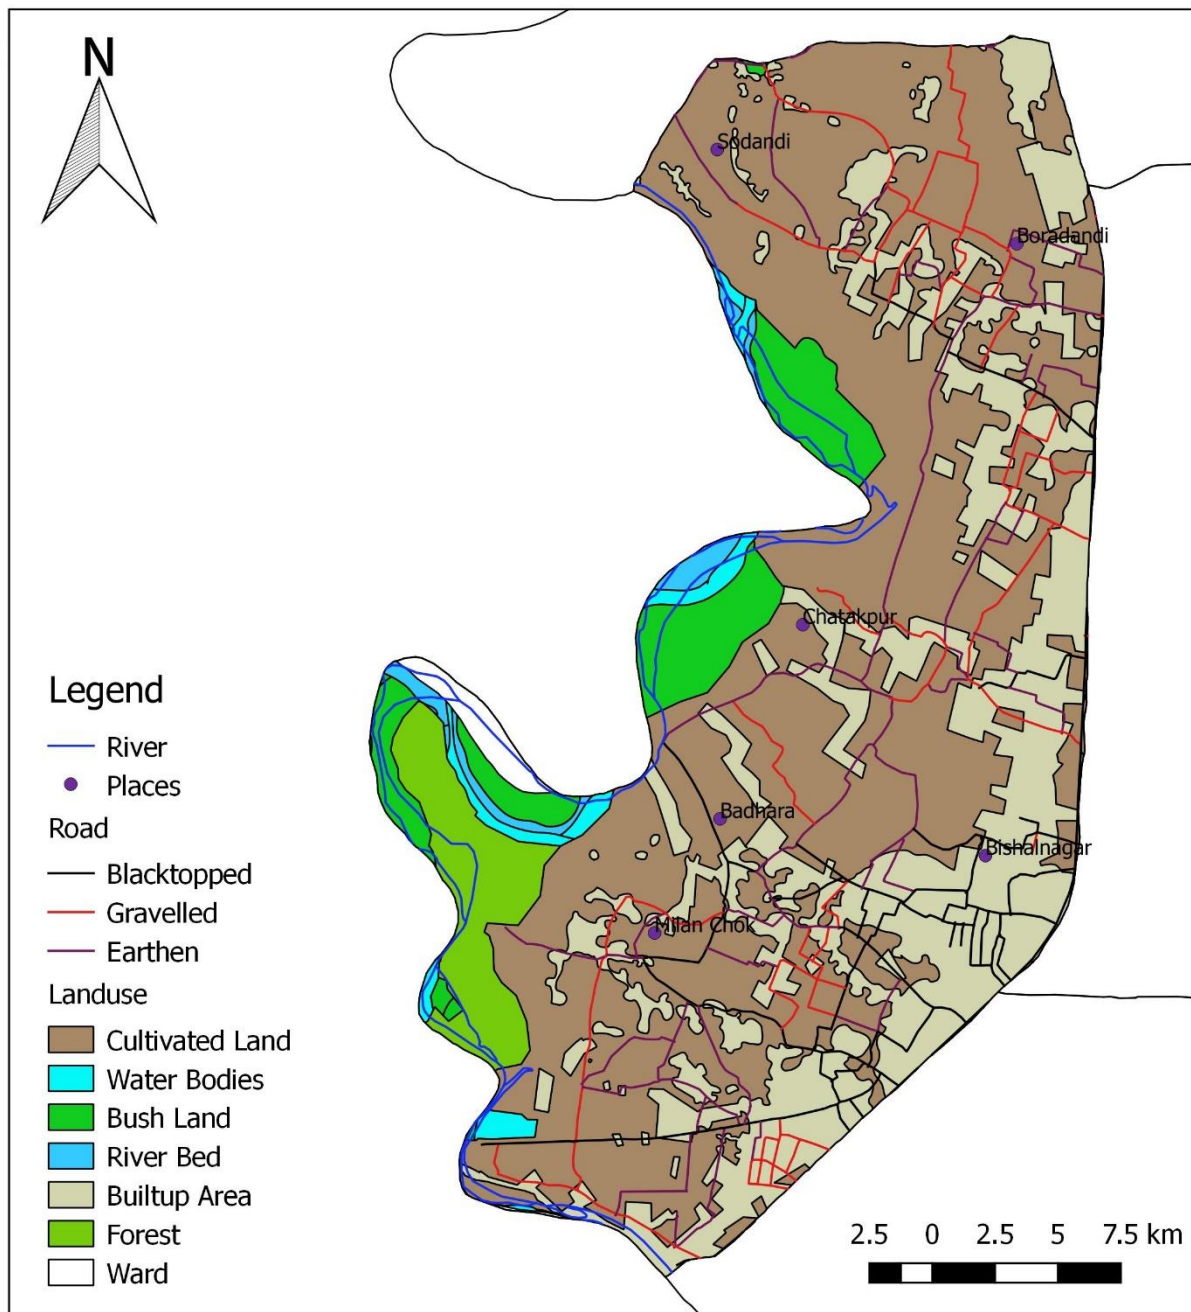 N
Sodandi
Boradandi
Chatakpur
Badhara
Bishalnagar
Milan Chok
Legend
River
Places
Road
Blacktopped
Gravelled
Earthen
Landuse
Cultivated Land
Water Bodies
Bush Land
River Bed
Builtup Area
Forest
Ward
2.5 0 2.5 5 7.5 km